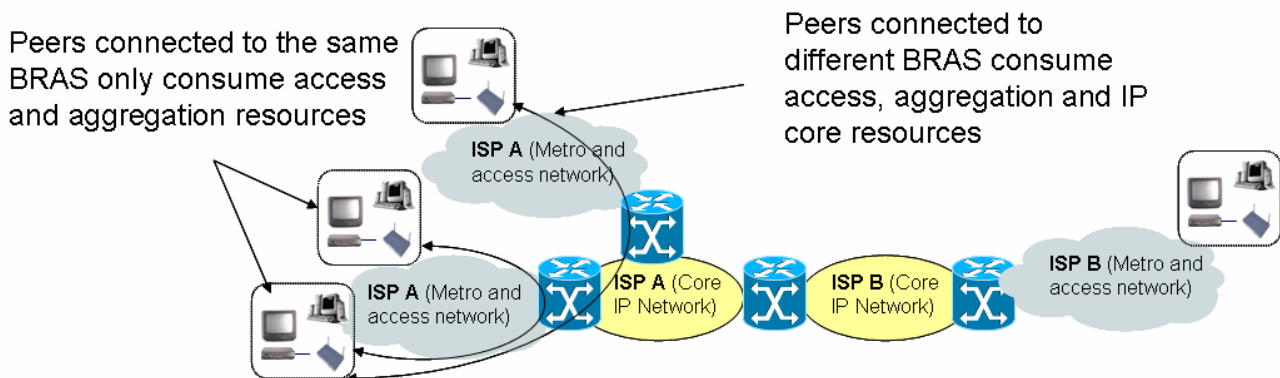 Peers connected to the same
BRAS only consume access
and aggregation resources
Peers connected to
different BRAS consume
access, aggregation and IP
core resources
ISP A (Metro and
access network)
ISP A (Metro and
access network)
ISP A (Core
IP Network)
ISP B (Core
IP Network)
ISP B (Metro and
access network)